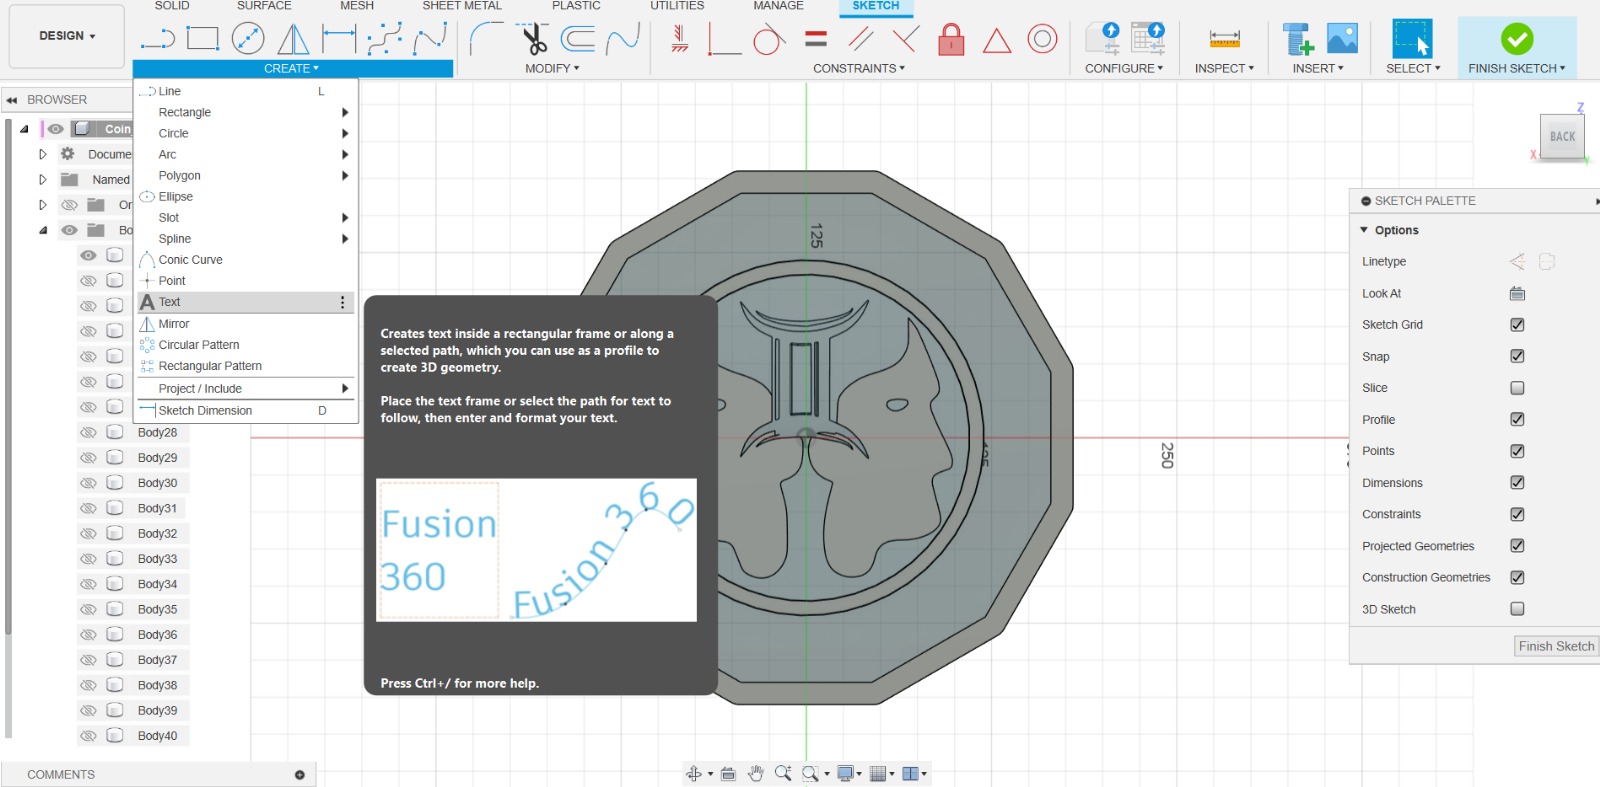 SOLID SURFACE MESH SHEET METAL PLASTIC UTILITIES MANAGE SKETCH
DESIGN
CREATE MODIFY CONSTRAINTS CONFIGURE INSPECT INSERT SELECT FINISH SKETCH
BROWSER
Coin
Docume
Named
Or
Bo
Line L
Rectangle
Circle
Arc
Polygon
Ellipse
Slot
Spline
Conic Curve
Point
A Text
Mirror
Circular Pattern
Rectangular Pattern
Project / Include
Sketch Dimension D
Body28
Body29
Body30
Body31
Body32
Body33
Body34
Body35
Body36
Body37
Body38
Body39
Body40
COMMENTS
Creates text inside a rectangular frame or along a
selected path, which you can use as a profile to
create 3D geometry.
Place the text frame or select the path for text to
follow, then enter and format your text.
Fusion
360
Fusion 360
Press Ctrl+/ for more help.
125
250
Z
BACK
X
SKETCH PALETTE
Options
Linetype
Look At
Sketch Grid
Snap
Slice
Profile
Points
Dimensions
Constraints
Projected Geometries
Construction Geometries
3D Sketch
Finish Sketch